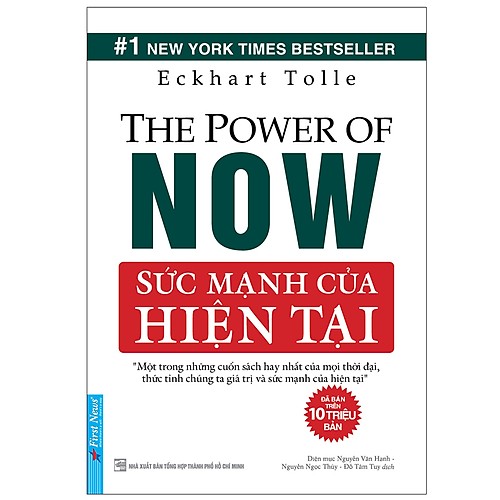 #1 NEW YORK TIMES BESTSELLER
Eckhart Tolle
THE POWER OF
NOW
SỨC MẠNH CỦA
HIỆN TẠI
"Một trong những cuốn sách hay nhất của mọi thời đại,
thức tỉnh chúng ta giá trị và sức mạnh của hiện tại"
ĐÃ BÁN TRÊN
10 TRIỆU
BẢN
First News
NHÀ XUẤT BẢN TỔNG HỢP THÀNH PHỐ HỒ CHÍ MINH
Diện mục Nguyễn Văn Hạnh -
Nguyên Ngọc Thúy - Đỗ Tâm Tuy dịch